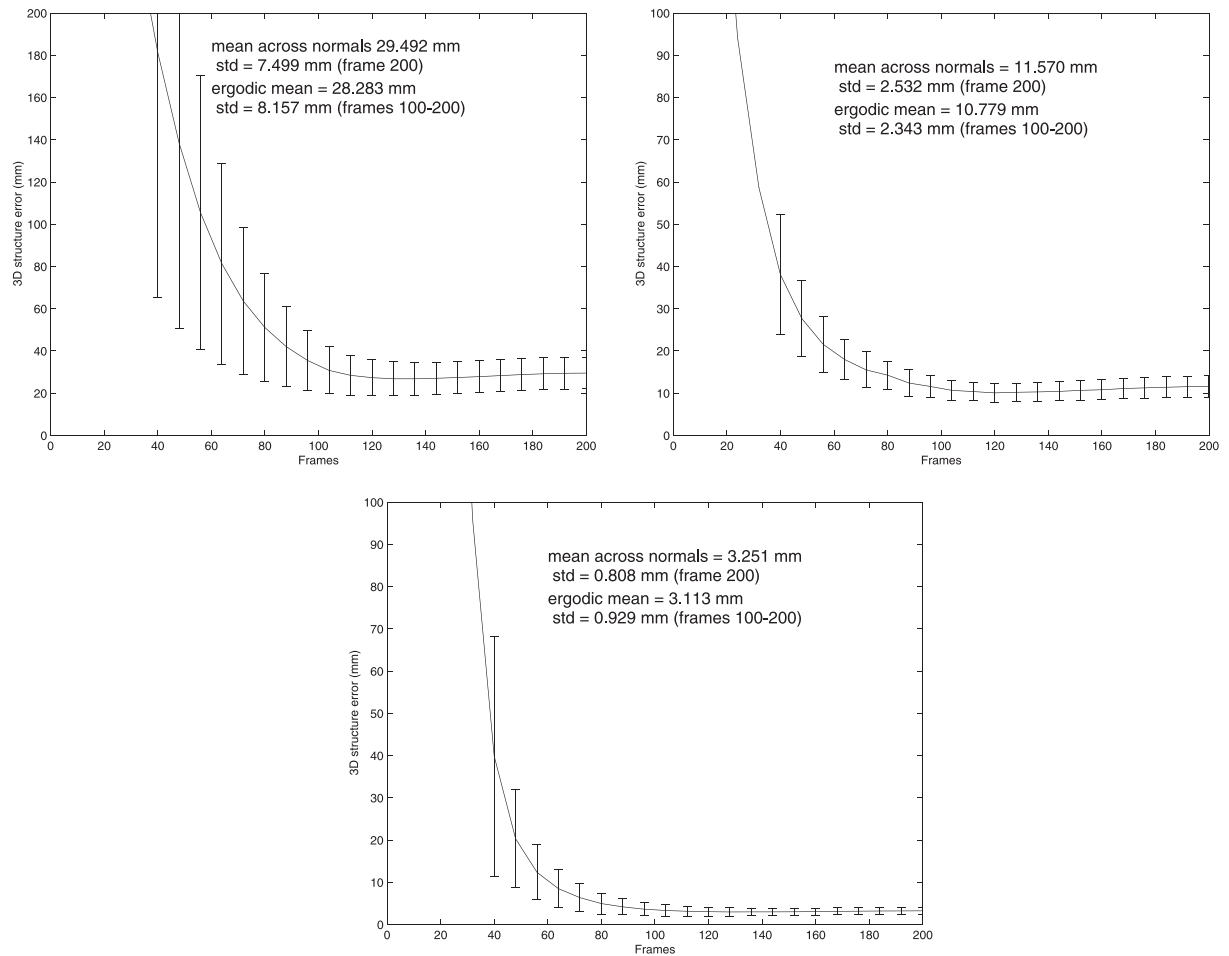 200
180
160
140
120
100
80
60
40
20
0
3D structure error (mm)
mean across normals 29.492 mm
std = 7.499 mm (frame 200)
ergodic mean = 28.283 mm
std = 8.157 mm (frames 100-200)
0 20 40 60 80 100 120 140 160 180 200
Frames
100
90
80
70
60
50
40
30
20
10
0
3D structure error (mm)
mean across normals = 11.570 mm
std = 2.532 mm (frame 200)
ergodic mean = 10.779 mm
std = 2.343 mm (frames 100-200)
0 20 40 60 80 100 120 140 160 180 200
Frames
100
90
80
70
60
50
40
30
20
10
0
3D structure error (mm)
mean across normals = 3.251 mm
std = 0.808 mm (frame 200)
ergodic mean = 3.113 mm
std = 0.929 mm (frames 100-200)
0 20 40 60 80 100 120 140 160 180 200
Frames